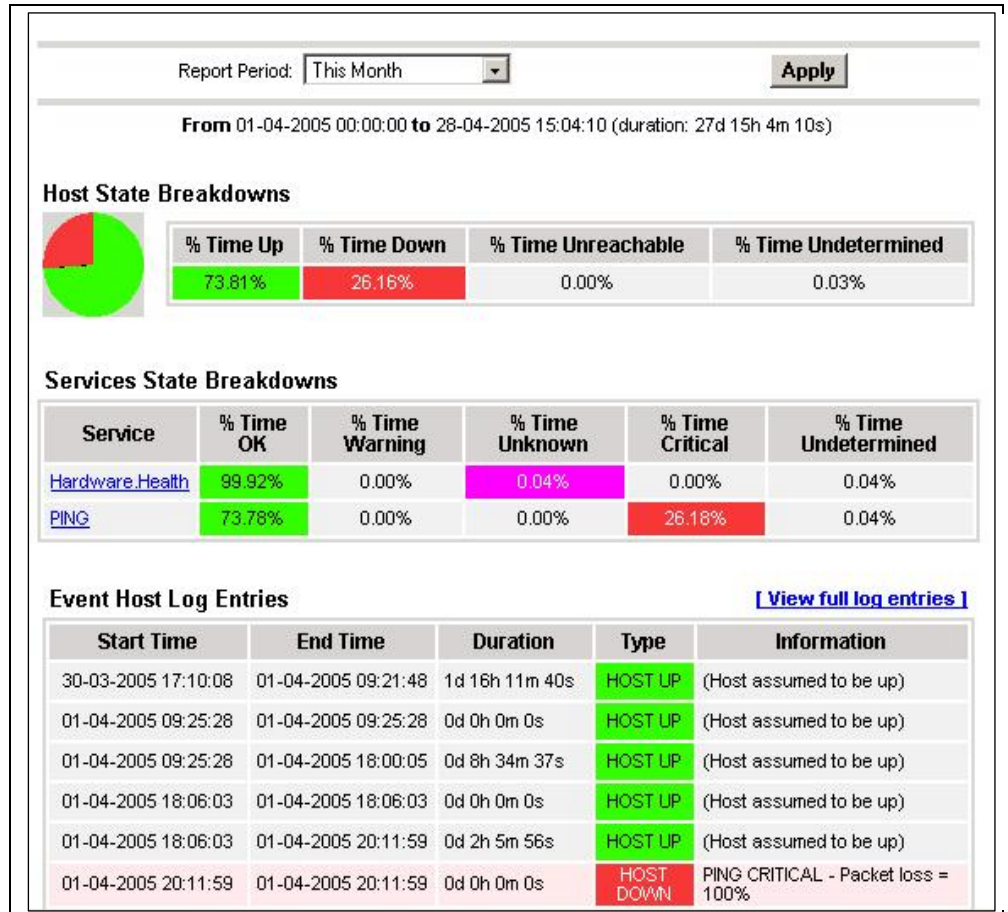 Report Period: This Month Apply
From 01-04-2005 00:00:00 to 28-04-2005 15:04:10 (duration: 27d 15h 4m 10s)
Host State Breakdowns
% Time Up % Time Down % Time Unreachable % Time Undetermined
73.81% 26.16% 0.00% 0.03%
Services State Breakdowns
Service % Time OK % Time Warning % Time Unknown % Time Critical % Time Undetermined
Hardware.Health 99.92% 0.00% 0.04% 0.00% 0.04%
PING 73.78% 0.00% 0.00% 26.18% 0.04%
Event Host Log Entries [ View full log entries ]
Start Time End Time Duration Type Information
30-03-2005 17:10:08 01-04-2005 09:21:48 1d 16h 11m 40s HOST UP (Host assumed to be up)
01-04-2005 09:25:28 01-04-2005 09:25:28 0d 0h 0m 0s HOST UP (Host assumed to be up)
01-04-2005 09:25:28 01-04-2005 18:00:05 0d 8h 34m 37s HOST UP (Host assumed to be up)
01-04-2005 18:06:03 01-04-2005 18:06:03 0d 0h 0m 0s HOST UP (Host assumed to be up)
01-04-2005 18:06:03 01-04-2005 20:11:59 0d 2h 5m 56s HOST UP (Host assumed to be up)
01-04-2005 20:11:59 01-04-2005 20:11:59 0d 0h 0m 0s HOST DOWN PING CRITICAL - Packet loss = 100%